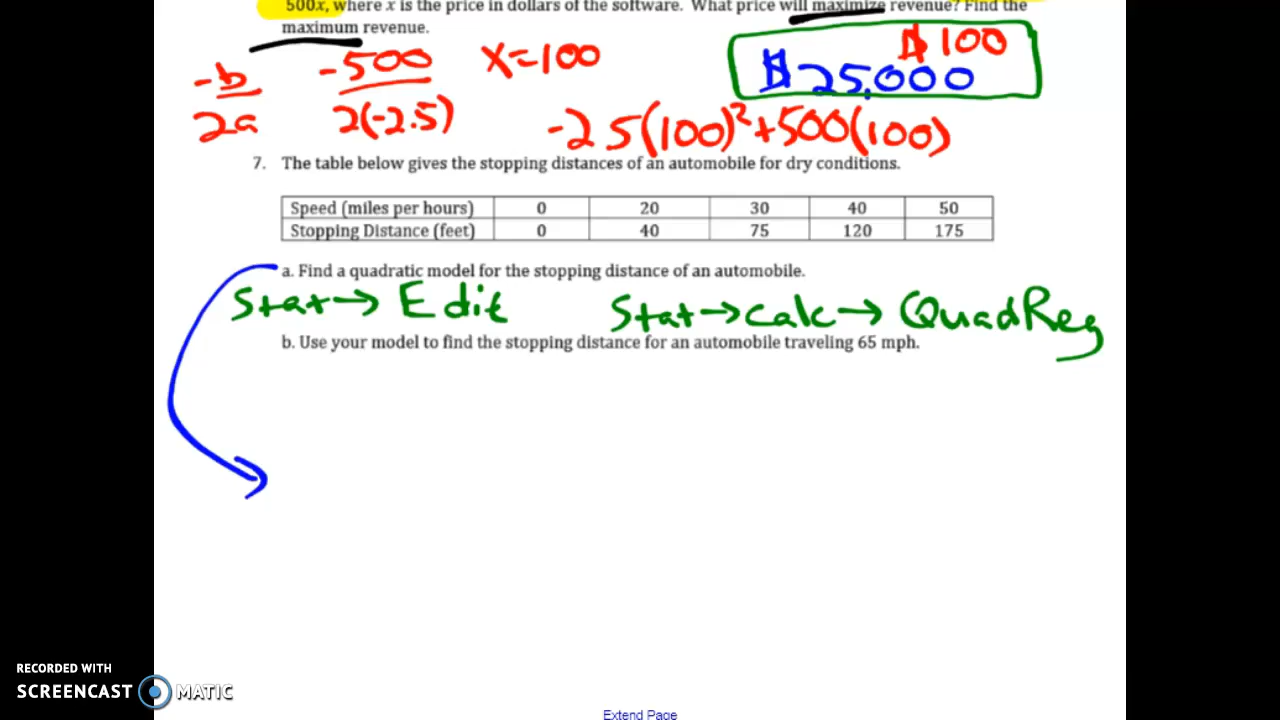 500x, where x is the price in dollars of the software. What price will maximize revenue? Find the
maximum revenue.
-b/2a -500/2(-2.5) x=100 $100
$25,000
-25(100)²+500(100)
7. The table below gives the stopping distances of an automobile for dry conditions.
Speed (miles per hours) 0 20 30 40 50
Stopping Distance (feet) 0 40 75 120 175
a. Find a quadratic model for the stopping distance of an automobile.
Stat→ Edit Stat→calc→ QuadReg
b. Use your model to find the stopping distance for an automobile traveling 65 mph.
RECORDED WITH
SCREENCAST MATIC
Extend Page